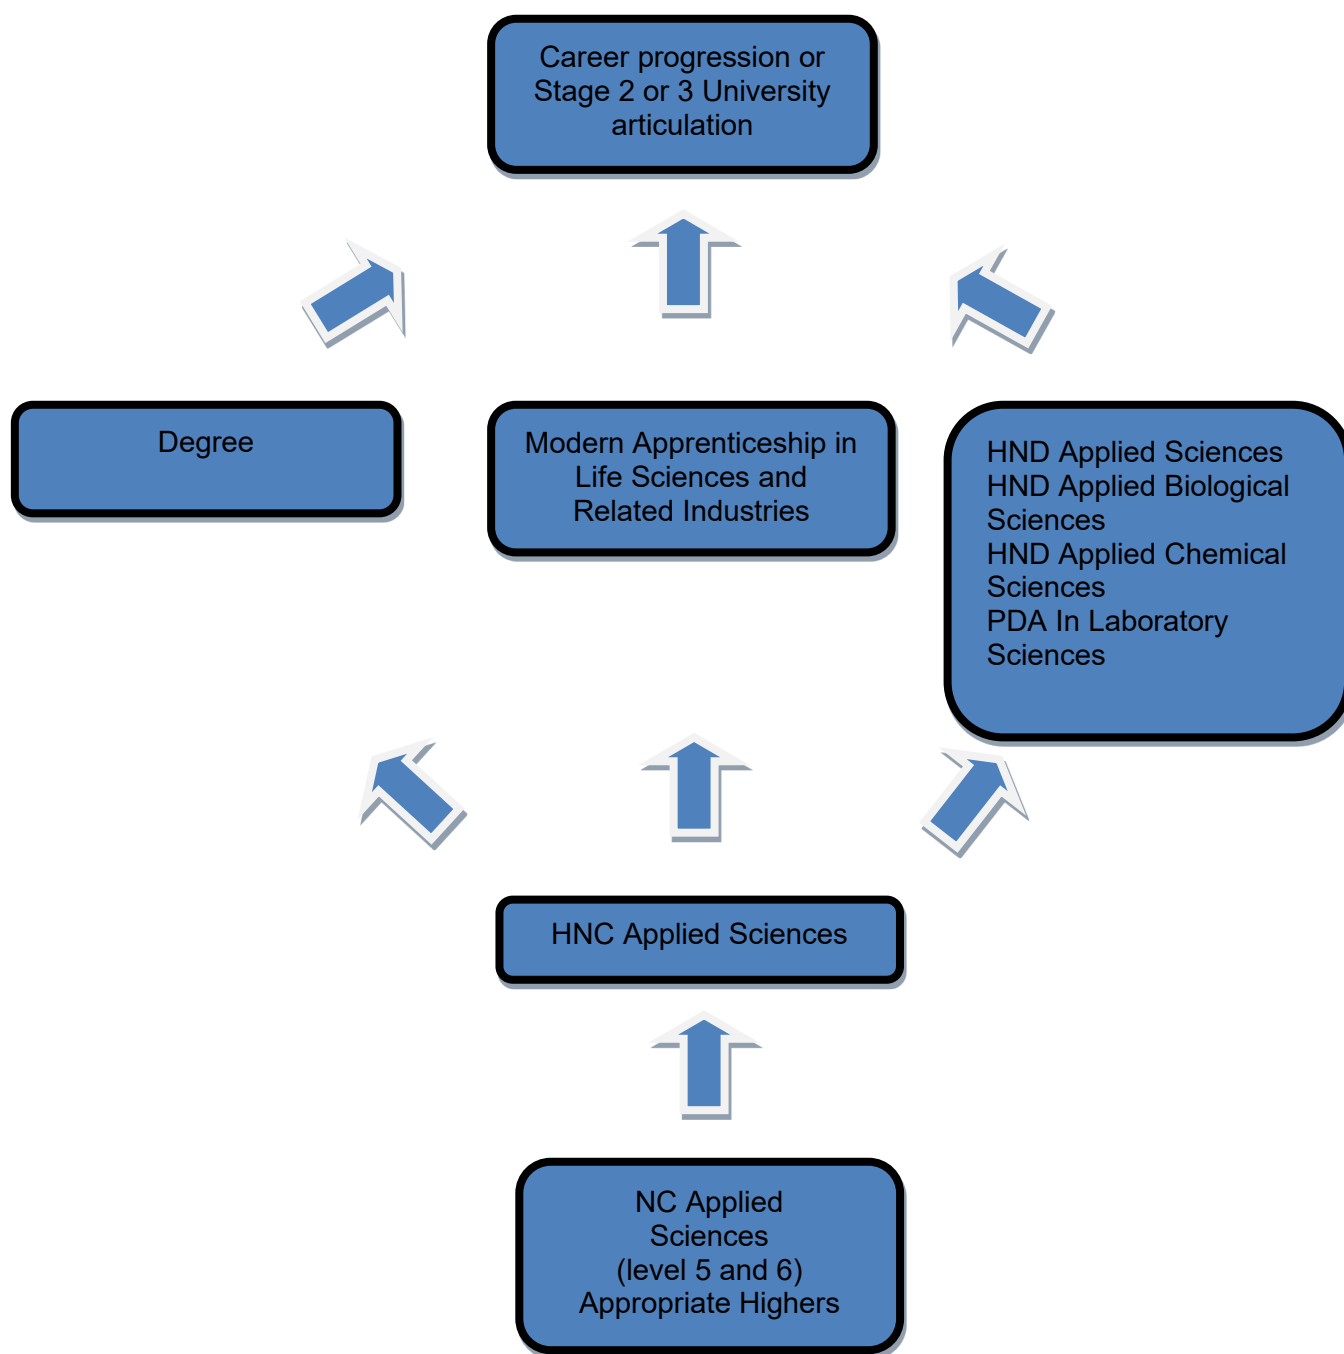 Career progression or
Stage 2 or 3 University
articulation
Degree
Modern Apprenticeship in
Life Sciences and
Related Industries
HND Applied Sciences
HND Applied Biological
Sciences
HND Applied Chemical
Sciences
PDA In Laboratory
Sciences
HNC Applied Sciences
NC Applied
Sciences
(level 5 and 6)
Appropriate Highers